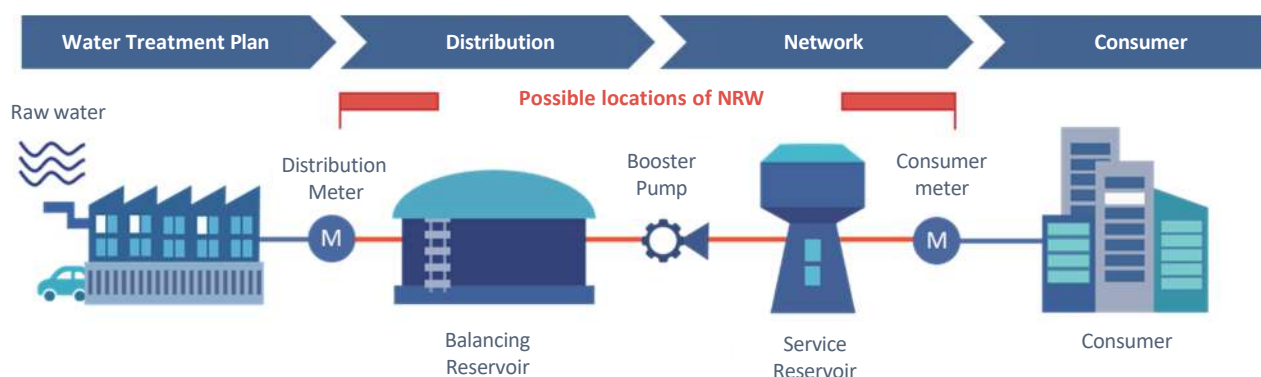 Water Treatment Plan
Distribution
Network
Consumer
Possible locations of NRW
Raw water
Distribution
Meter
Booster
Pump
Consumer
meter
M
M
Balancing
Reservoir
Service
Reservoir
Consumer